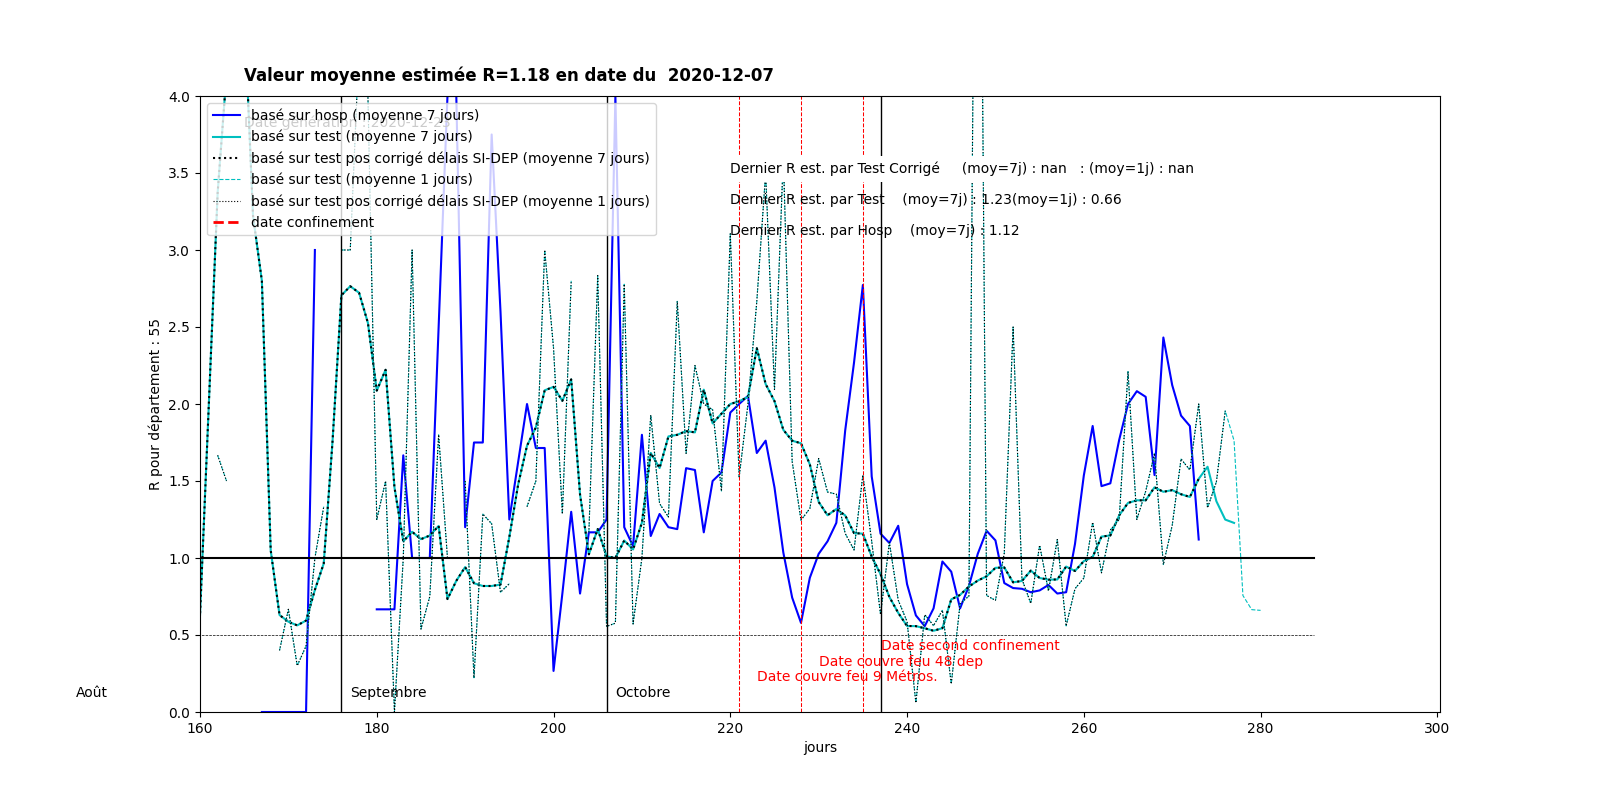 Valeur moyenne estimée R=1.18 en date du  2020-12-07
Date génération : 2020-12-
basé sur hosp (moyenne 7 jours)
basé sur test (moyenne 7 jours)
basé sur test pos corrigé délais SI-DEP (moyenne 7 jours)
basé sur test (moyenne 1 jours)
basé sur test pos corrigé délais SI-DEP (moyenne 1 jours)
date confinement
Dernier R est. par Test Corrigé     (moy=7j) : nan   : (moy=1j) : nan
Dernier R est. par Test    (moy=7j) : 1.23(moy=1j) : 0.66
Dernier R est. par Hosp    (moy=7j) : 1.12
R pour département : 55
4.0
3.5
3.0
2.5
2.0
1.5
1.0
0.5
0.0
Date second confinement
Date couvre feu 48 dep
Date couvre feu 9 Métros.
Août
Septembre
Octobre
160 180 200 220 240 260 280 300
jours